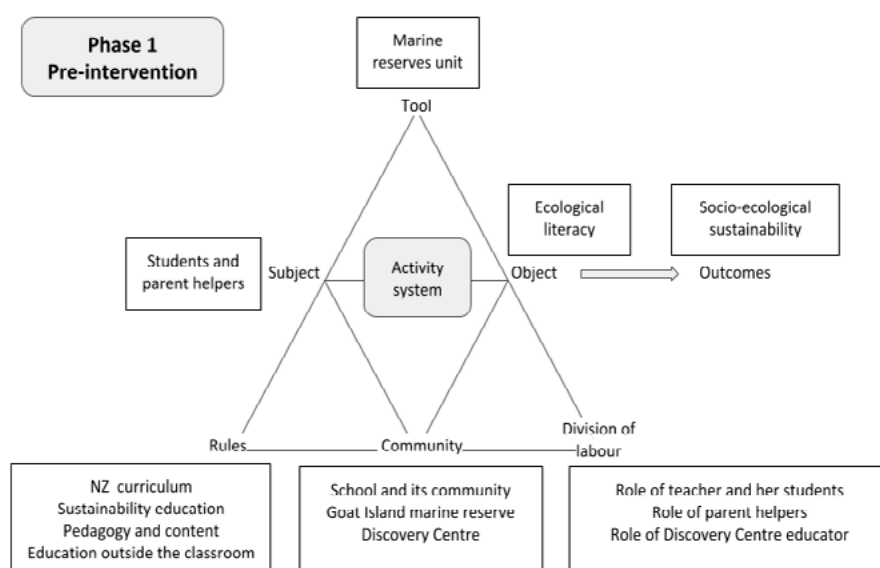 Phase 1
Pre-intervention
Marine
reserves unit
Tool
Ecological
literacy
Socio-ecological
sustainability
Students and
parent helpers
Subject
Activity
system
Object
Outcomes
Rules
Community
Division of
labour
NZ curriculum
Sustainability education
Pedagogy and content
Education outside the classroom
School and its community
Goat Island marine reserve
Discovery Centre
Role of teacher and her students
Role of parent helpers
Role of Discovery Centre educator